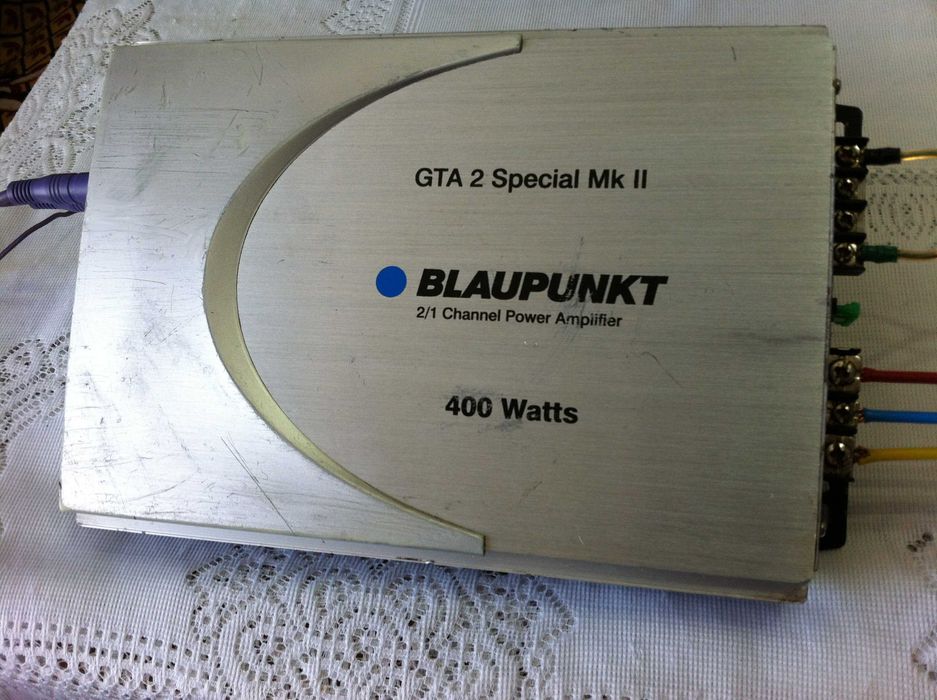 GTA 2 Special Mk II
BLAUPUNKT
2/1 Channel Power Amplifier
400 Watts